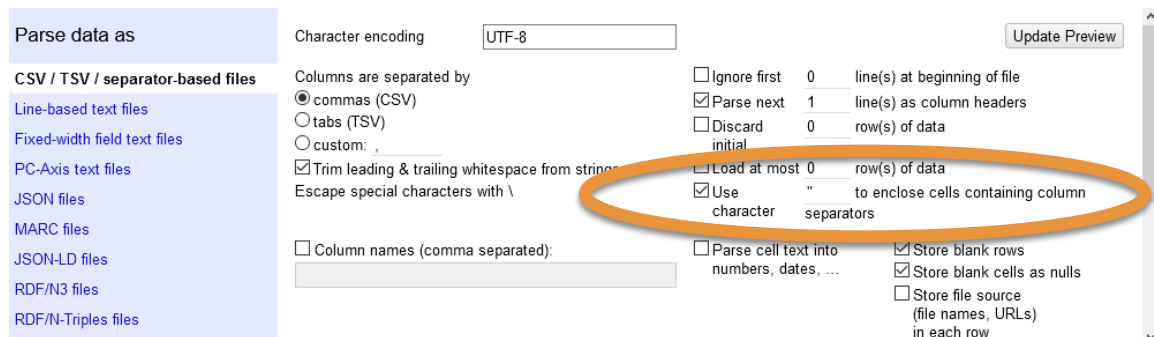 Parse data as
CSV / TSV / separator-based files
Line-based text files
Fixed-width field text files
PC-Axis text files
JSON files
MARC files
JSON-LD files
RDF/N3 files
RDF/N-Triples files
Character encoding UTF-8
Update Preview
Columns are separated by
commas (CSV)
tabs (TSV)
custom: ,
Trim leading & trailing whitespace from strings
Escape special characters with \
Column names (comma separated):
Ignore first 0 line(s) at beginning of file
Parse next 1 line(s) as column headers
Discard 0 row(s) of data
initial
Load at most 0 row(s) of data
Use " to enclose cells containing column
character separators
Parse cell text into
numbers, dates, ...
Store blank rows
Store blank cells as nulls
Store file source
(file names, URLs)
in each row